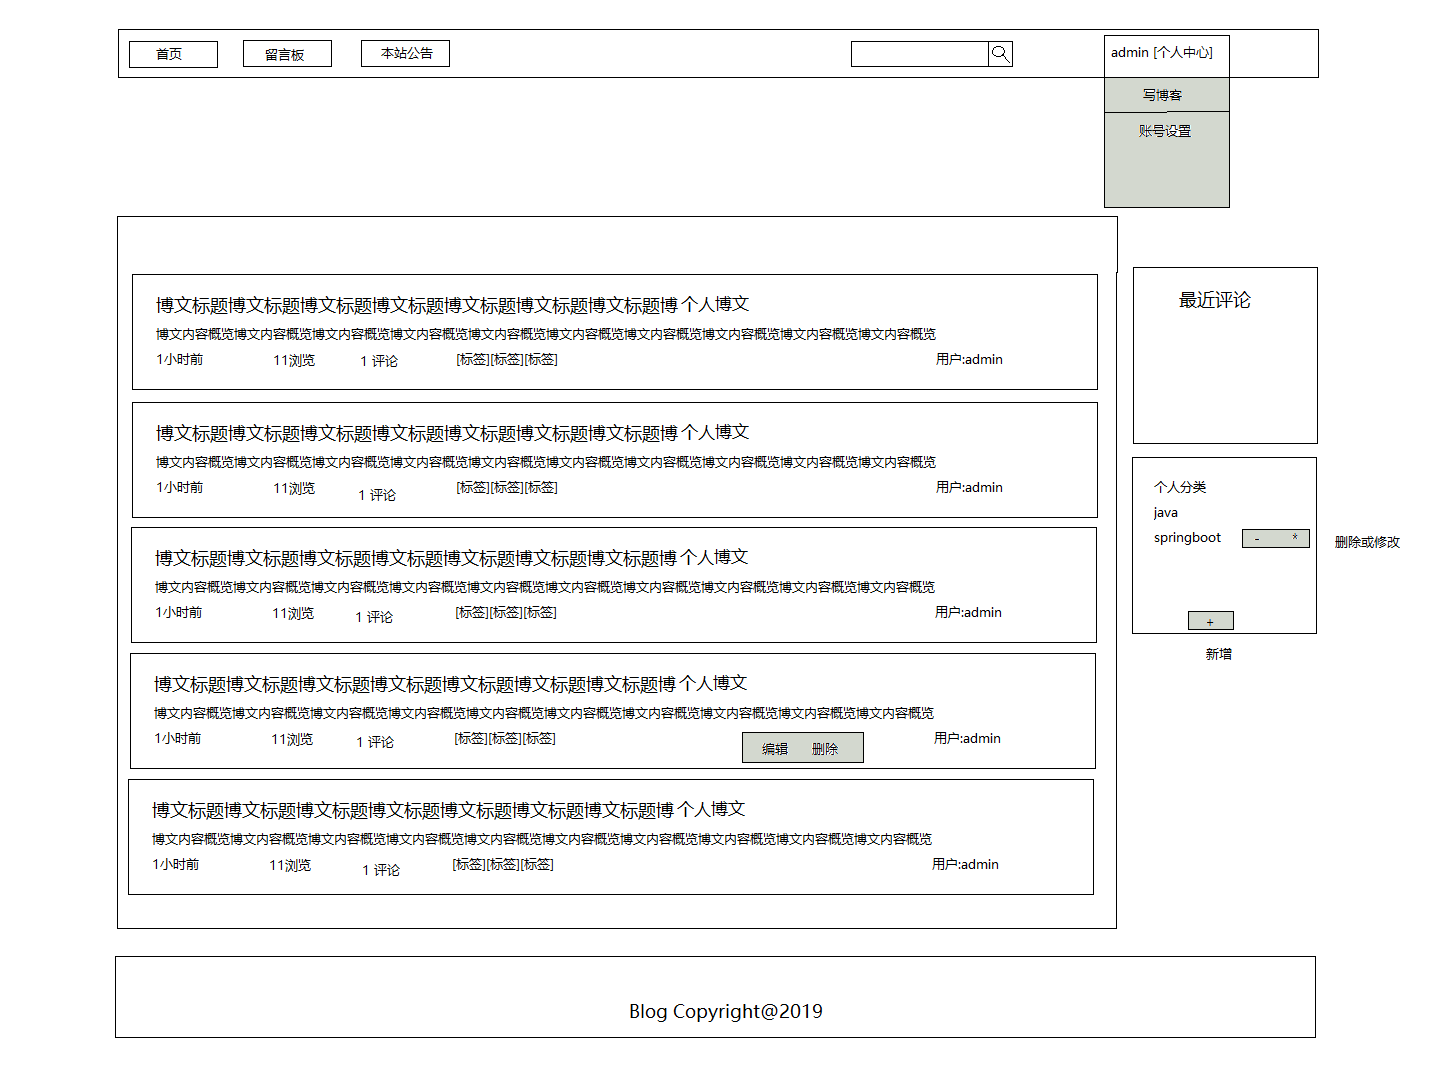 首页
留言板
本站公告
admin [个人中心]
写博客
账号设置
博文标题博文标题博文标题博文标题博文标题博文标题博文标题博 个人博文
博文内容概览博文内容概览博文内容概览博文内容概览博文内容概览博文内容概览博文内容概览博文内容概览博文内容概览博文内容概览
1小时前
11浏览
1 评论
[标签][标签][标签]
用户:admin
博文标题博文标题博文标题博文标题博文标题博文标题博文标题博 个人博文
博文内容概览博文内容概览博文内容概览博文内容概览博文内容概览博文内容概览博文内容概览博文内容概览博文内容概览博文内容概览
1小时前
11浏览
1 评论
[标签][标签][标签]
用户:admin
博文标题博文标题博文标题博文标题博文标题博文标题博文标题博 个人博文
博文内容概览博文内容概览博文内容概览博文内容概览博文内容概览博文内容概览博文内容概览博文内容概览博文内容概览博文内容概览
1小时前
11浏览
1 评论
[标签][标签][标签]
用户:admin
博文标题博文标题博文标题博文标题博文标题博文标题博文标题博 个人博文
博文内容概览博文内容概览博文内容概览博文内容概览博文内容概览博文内容概览博文内容概览博文内容概览博文内容概览博文内容概览
1小时前
11浏览
1 评论
[标签][标签][标签]
编辑 删除
用户:admin
博文标题博文标题博文标题博文标题博文标题博文标题博文标题博 个人博文
博文内容概览博文内容概览博文内容概览博文内容概览博文内容概览博文内容概览博文内容概览博文内容概览博文内容概览博文内容概览
1小时前
11浏览
1 评论
[标签][标签][标签]
用户:admin
最近评论
个人分类
java
springboot
- *
删除或修改
+
新增
Blog Copyright@2019